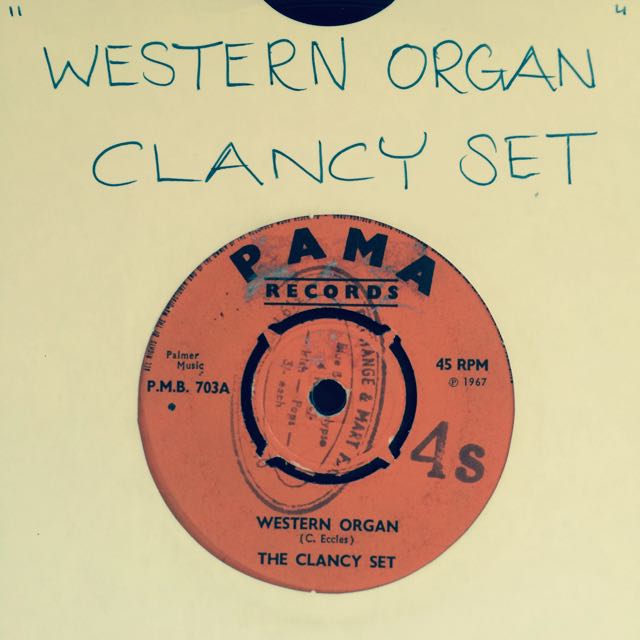 "WESTERN ORGAN"
CLANCY SET
PAMA
RECORDS
Palmer
Music
P.M.B. 703A
45 RPM
℗ 1967
4s
WESTERN ORGAN
(C. Eccles)
THE CLANCY SET